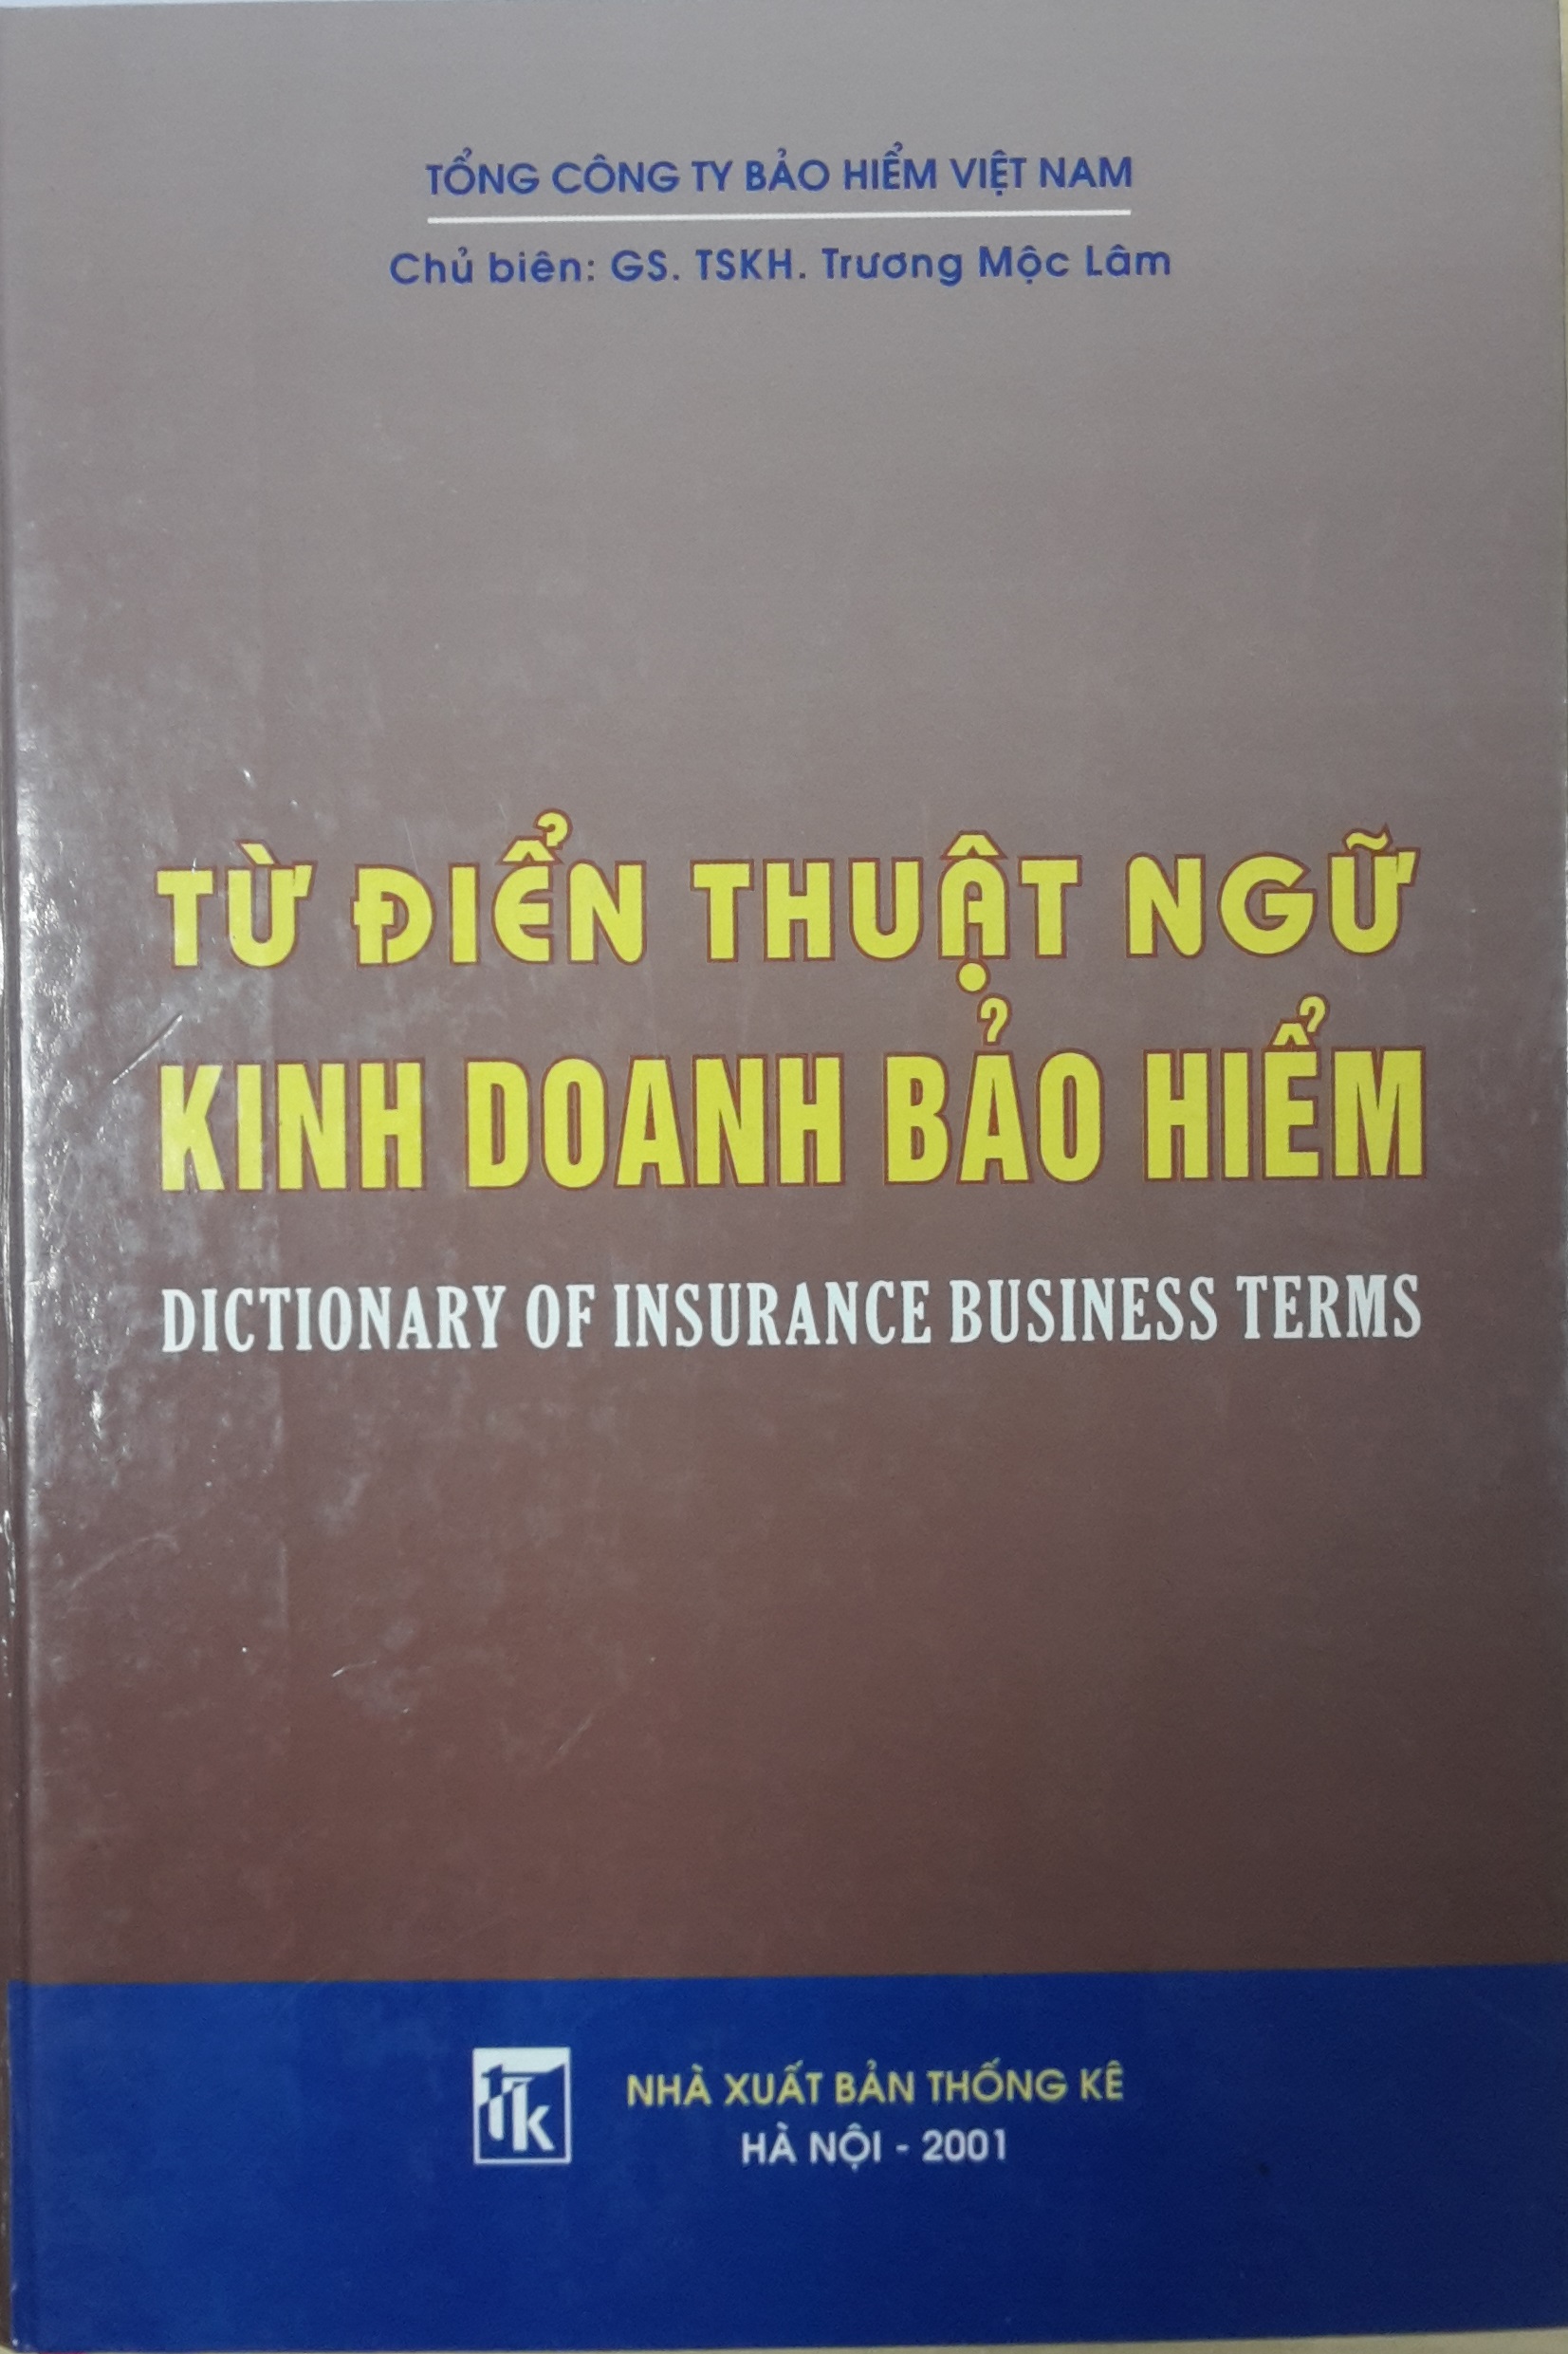 TỔNG CÔNG TY BẢO HIỂM VIỆT NAM
Chủ biên: GS. TSKH. Trương Mộc Lâm
TỪ ĐIỂN THUẬT NGỮ
KINH DOANH BẢO HIỂM
DICTIONARY OF INSURANCE BUSINESS TERMS
tk
NHÀ XUẤT BẢN THỐNG KÊ
HÀ NỘI - 2001